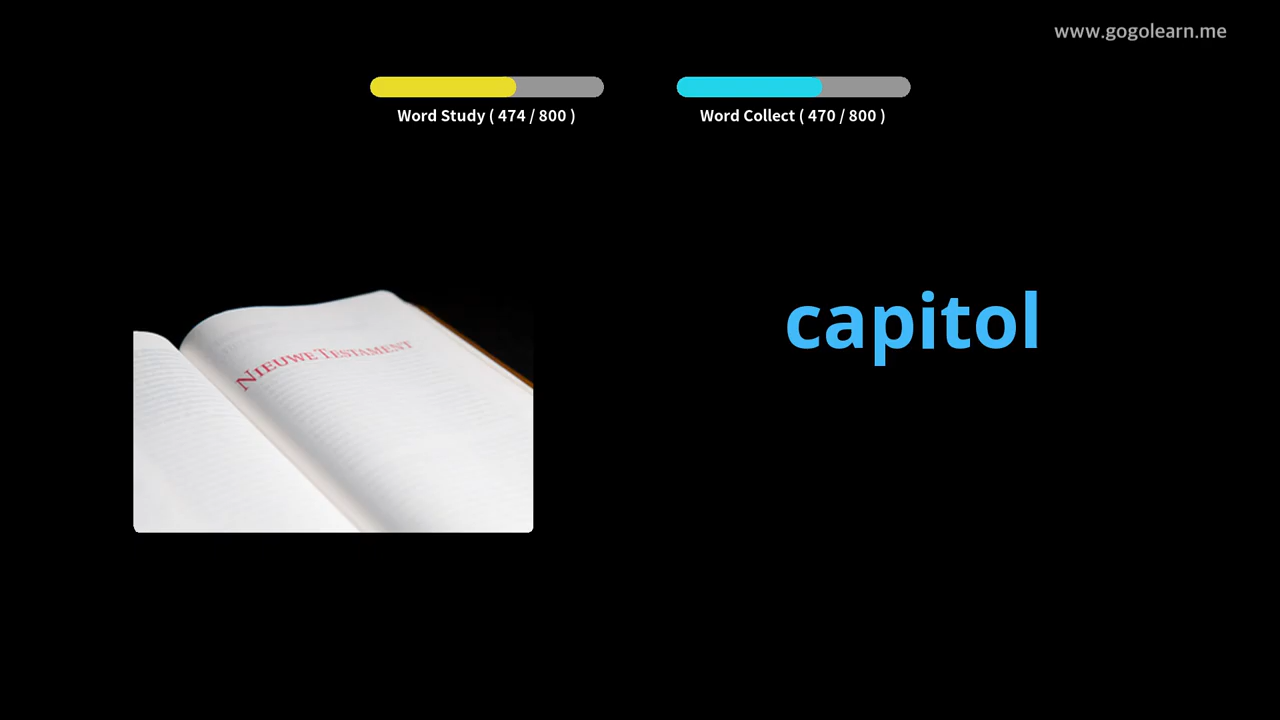 www.gogolearn.me
Word Study ( 474 / 800 )
Word Collect ( 470 / 800 )
capitol
NIEUWE TESTAMENT